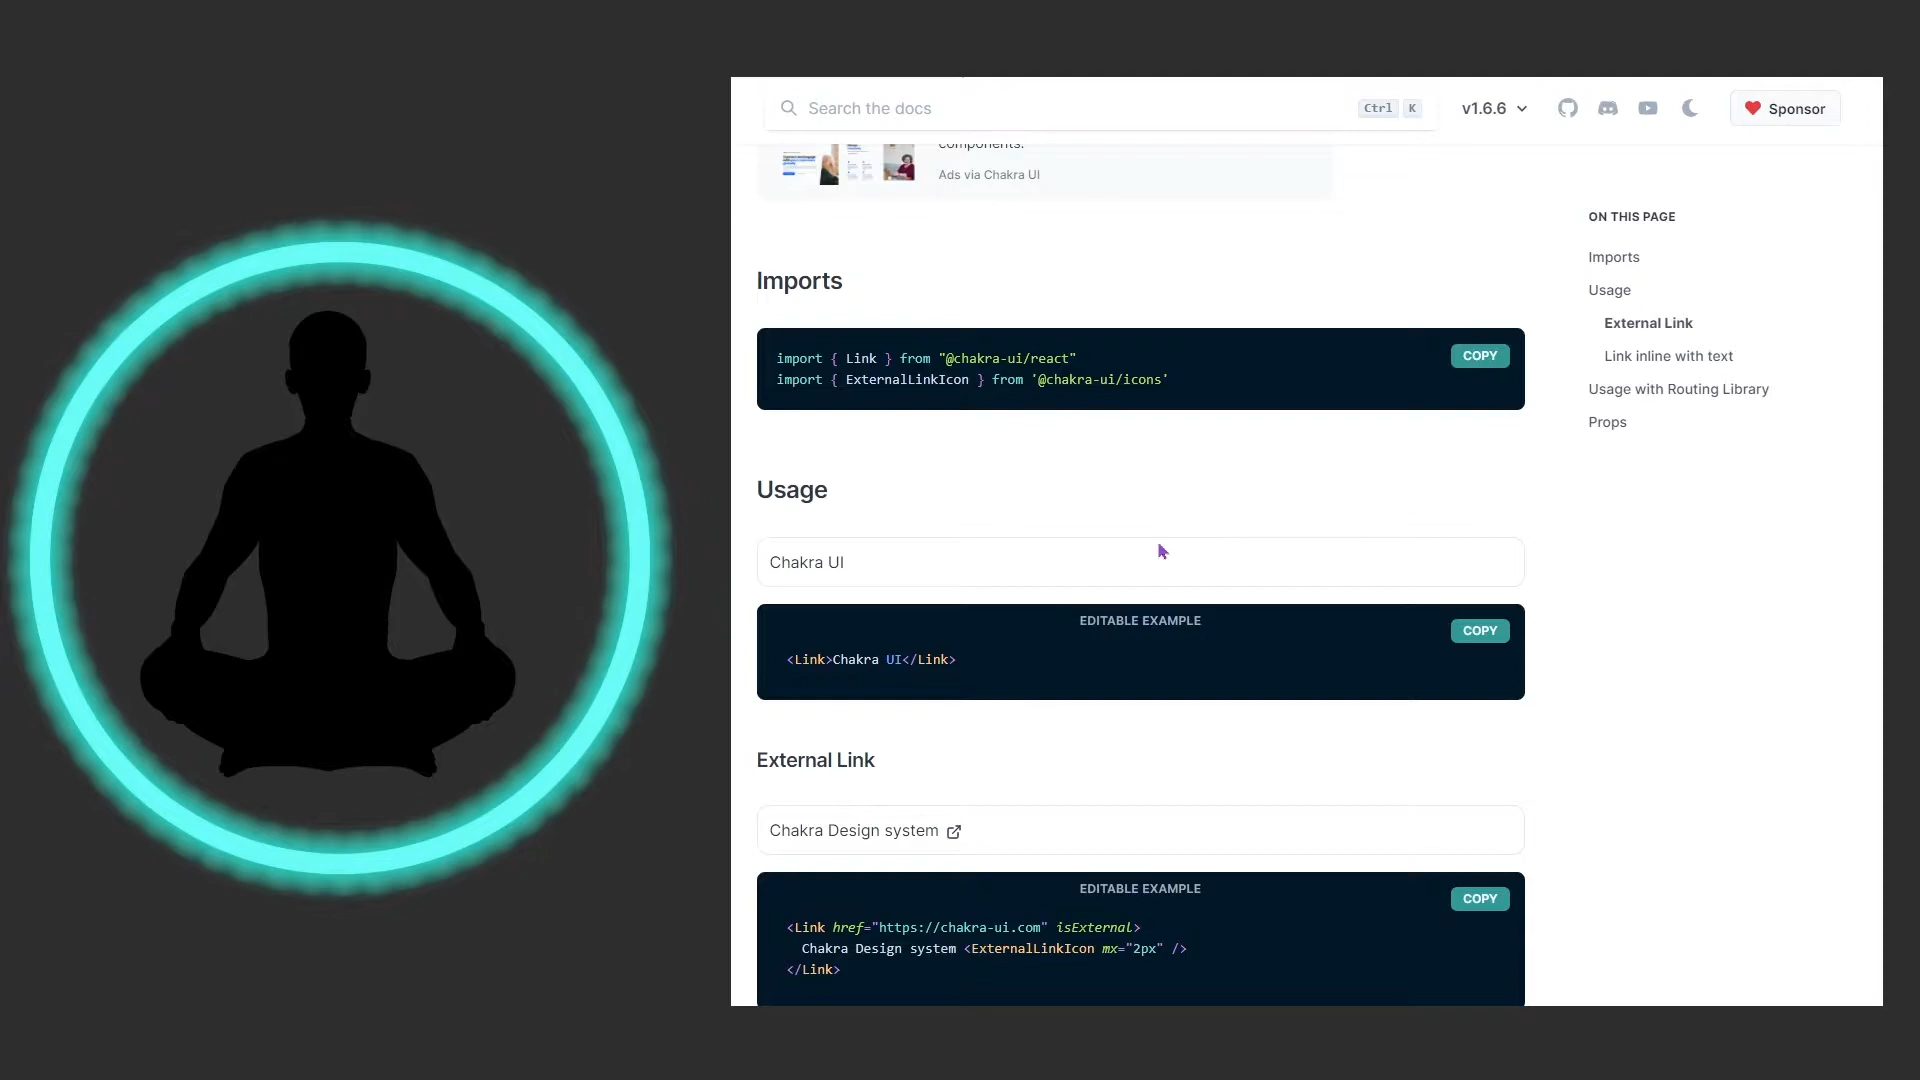 Search the docs
Ctrl K
v1.6.6
Sponsor
components.
Ads via Chakra UI
ON THIS PAGE
Imports
Usage
External Link
Link inline with text
Usage with Routing Library
Props
Imports
import { Link } from "@chakra-ui/react"
import { ExternalLinkIcon } from '@chakra-ui/icons'
COPY
Usage
Chakra UI
EDITABLE EXAMPLE
COPY
<Link>Chakra UI</Link>
External Link
Chakra Design system
EDITABLE EXAMPLE
COPY
<Link href="https://chakra-ui.com" isExternal>
Chakra Design system <ExternalLinkIcon mx="2px" />
</Link>